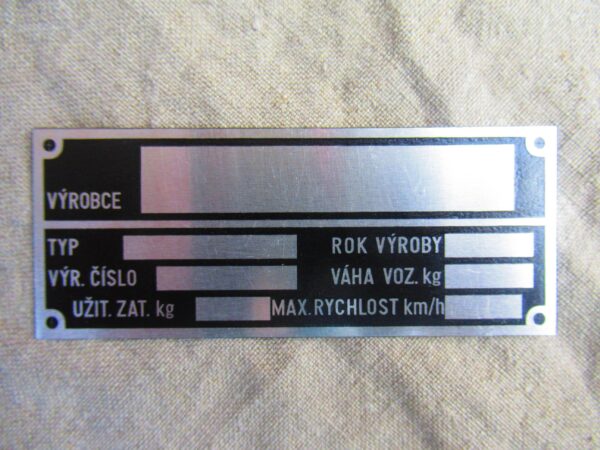 VÝROBCE
TYP ROK VÝROBY
VÝR. ČÍSLO VÁHA VOZ. kg
UŽIT. ZAT. kg MAX. RYCHLOST km/h